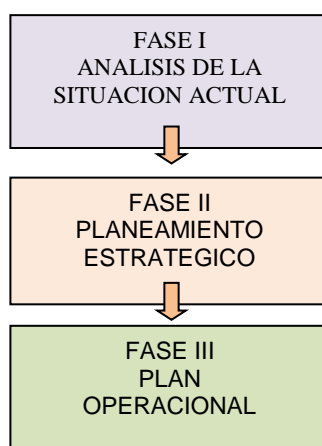 FASE I
ANALISIS DE LA
SITUACION ACTUAL
FASE II
PLANEAMIENTO
ESTRATEGICO
FASE III
PLAN
OPERACIONAL